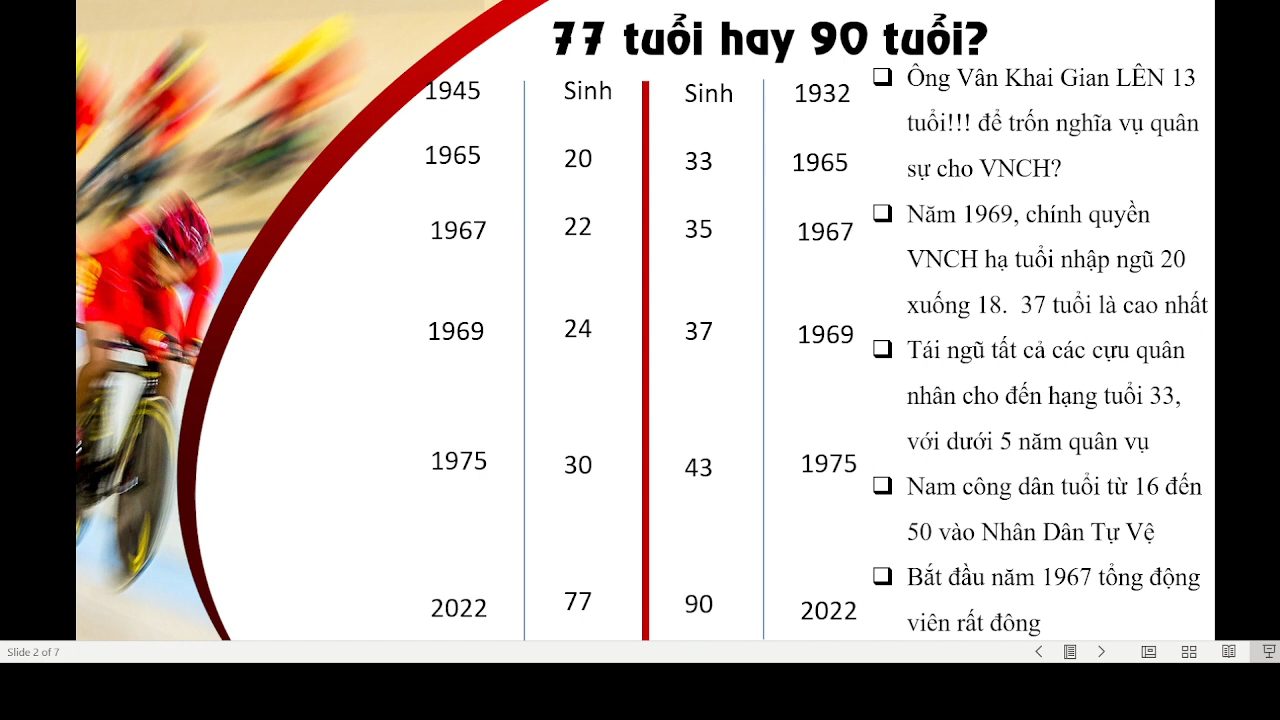 77 tuổi hay 90 tuổi?
1945 Sinh Sinh 1932
1965 20 33 1965
1967 22 35 1967
1969 24 37 1969
1975 30 43 1975
2022 77 90 2022
Ông Vân Khai Gian LÊN 13
tuổi!!! để trốn nghĩa vụ quân
sự cho VNCH?
Năm 1969, chính quyền
VNCH hạ tuổi nhập ngũ 20
xuống 18. 37 tuổi là cao nhất
Tái ngũ tất cả các cựu quân
nhân cho đến hạng tuổi 33,
với dưới 5 năm quân vụ
Nam công dân tuổi từ 16 đến
50 vào Nhân Dân Tự Vệ
Bắt đầu năm 1967 tổng động
viên rất đông
Slide 2 of 7